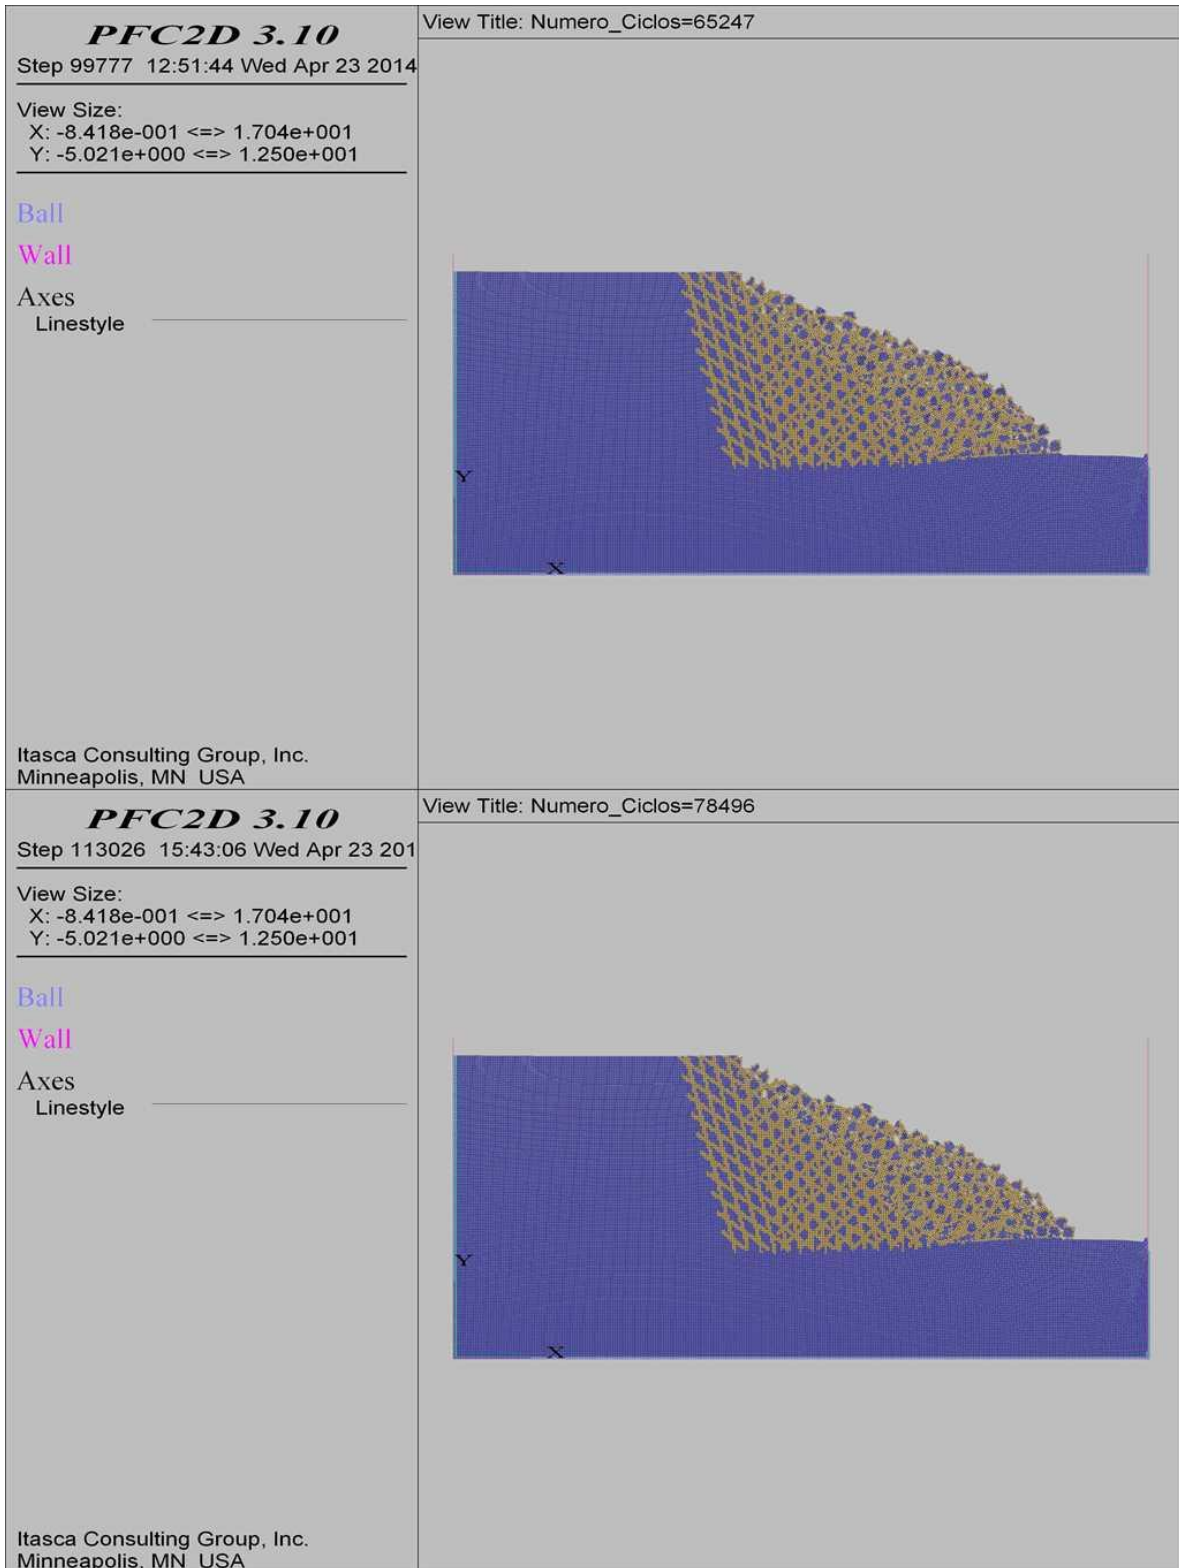 PFC2D 3.10
Step 99777 12:51:44 Wed Apr 23 2014
View Size:
X: -8.418e-001 <=> 1.704e+001
Y: -5.021e+000 <=> 1.250e+001
Ball
Wall
Axes
Linestyle
Itasca Consulting Group, Inc.
Minneapolis, MN USA
View Title: Numero_Ciclos=65247
Y
X
PFC2D 3.10
Step 113026 15:43:06 Wed Apr 23 201
View Size:
X: -8.418e-001 <=> 1.704e+001
Y: -5.021e+000 <=> 1.250e+001
Ball
Wall
Axes
Linestyle
Itasca Consulting Group, Inc.
Minneapolis, MN USA
View Title: Numero_Ciclos=78496
Y
X